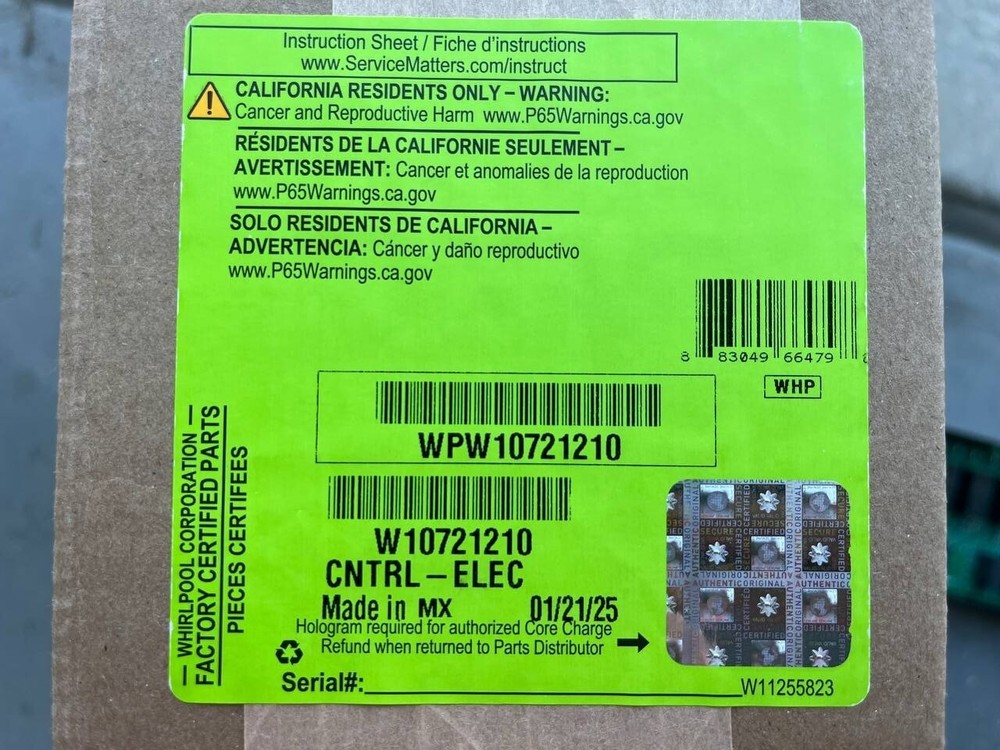 Instruction Sheet / Fiche d'instructions
www.ServiceMatters.com/instruct
CALIFORNIA RESIDENTS ONLY – WARNING:
Cancer and Reproductive Harm www.P65Warnings.ca.gov
RÉSIDENTS DE LA CALIFORNIE SEULEMENT –
AVERTISSEMENT: Cancer et anomalies de la reproduction
www.P65Warnings.ca.gov
SOLO RESIDENTS DE CALIFORNIA –
ADVERTENCIA: Cáncer y daño reproductivo
www.P65Warnings.ca.gov
8 83049 66479
WHP
WPW10721210
W10721210
CNTRL-ELEC
Made in MX 01/21/25
Hologram required for authorized Core Charge
Refund when returned to Parts Distributor
Serial#:
W11255823
WHIRLPOOL CORPORATION
FACTORY CERTIFIED PARTS
PIECES CERTIFEES
ORIGINAL
CERTIFIED
SECURE
AUTHENTIC